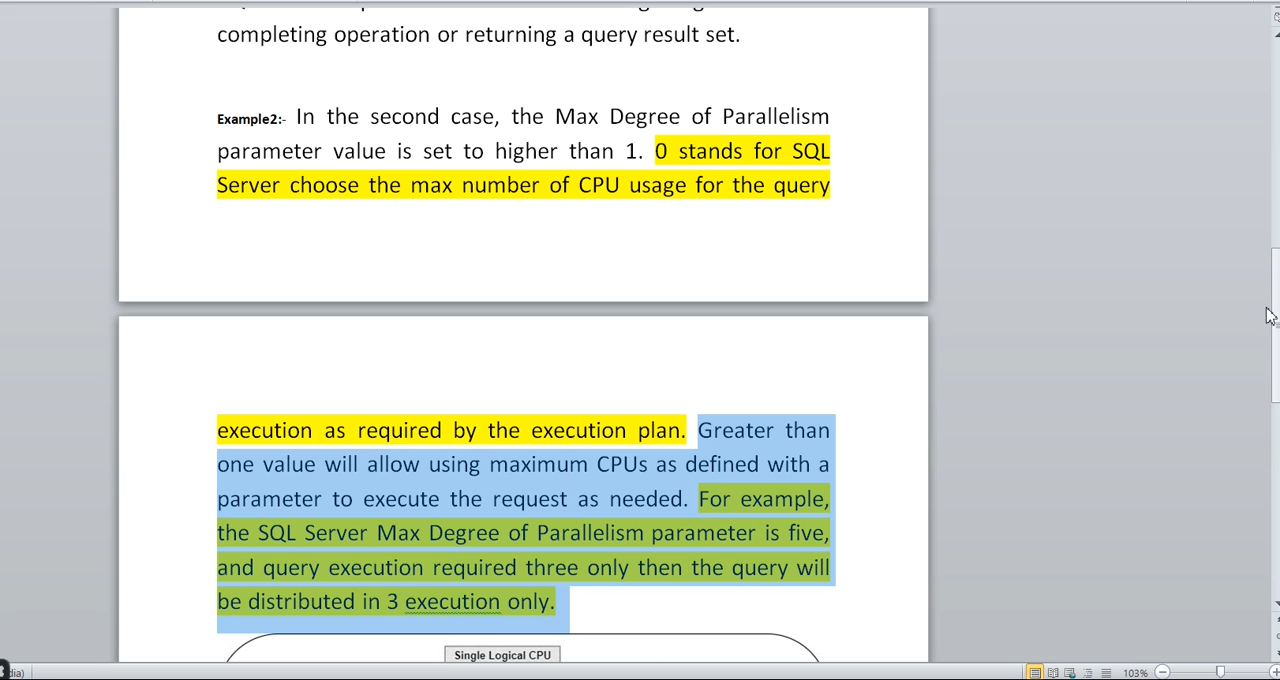 completing operation or returning a query result set.
Example2:- In the second case, the Max Degree of Parallelism
parameter value is set to higher than 1. 0 stands for SQL
Server choose the max number of CPU usage for the query
execution as required by the execution plan. Greater than
one value will allow using maximum CPUs as defined with a
parameter to execute the request as needed. For example,
the SQL Server Max Degree of Parallelism parameter is five,
and query execution required three only then the query will
be distributed in 3 execution only.
Single Logical CPU
dia)
103%